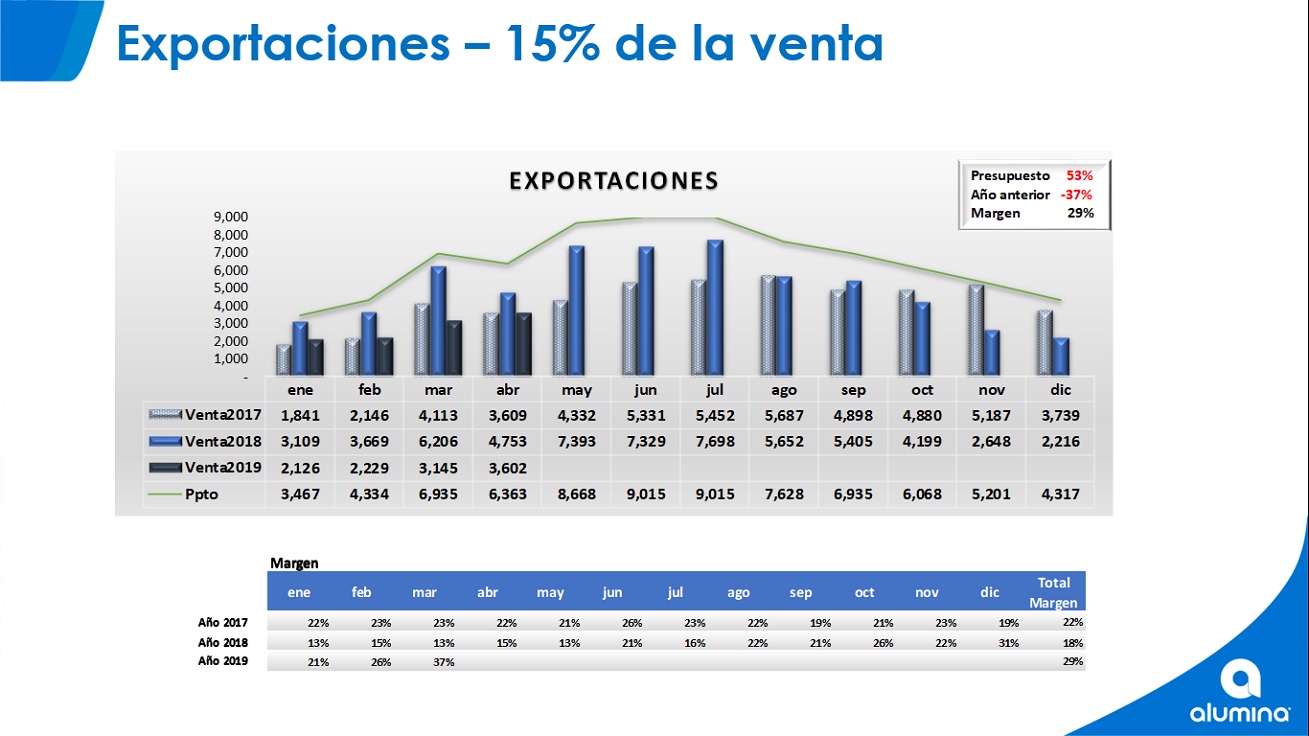 Exportaciones – 15% de la venta
EXPORTACIONES
Presupuesto 53%
Año anterior -37%
Margen 29%
9,000
8,000
7,000
6,000
5,000
4,000
3,000
2,000
1,000
-
ene feb mar abr may jun jul ago sep oct nov dic
Venta2017 1,841 2,146 4,113 3,609 4,332 5,331 5,452 5,687 4,898 4,880 5,187 3,739
Venta2018 3,109 3,669 6,206 4,753 7,393 7,329 7,698 5,652 5,405 4,199 2,648 2,216
Venta2019 2,126 2,229 3,145 3,602
Ppto 3,467 4,334 6,935 6,363 8,668 9,015 9,015 7,628 6,935 6,068 5,201 4,317
Margen
ene feb mar abr may jun jul ago sep oct nov dic Total
Margen
Año 2017 22% 23% 23% 22% 21% 26% 23% 22% 19% 21% 23% 19% 22%
Año 2018 13% 15% 13% 15% 13% 21% 16% 22% 21% 26% 22% 31% 18%
Año 2019 21% 26% 37% 29%
alumina